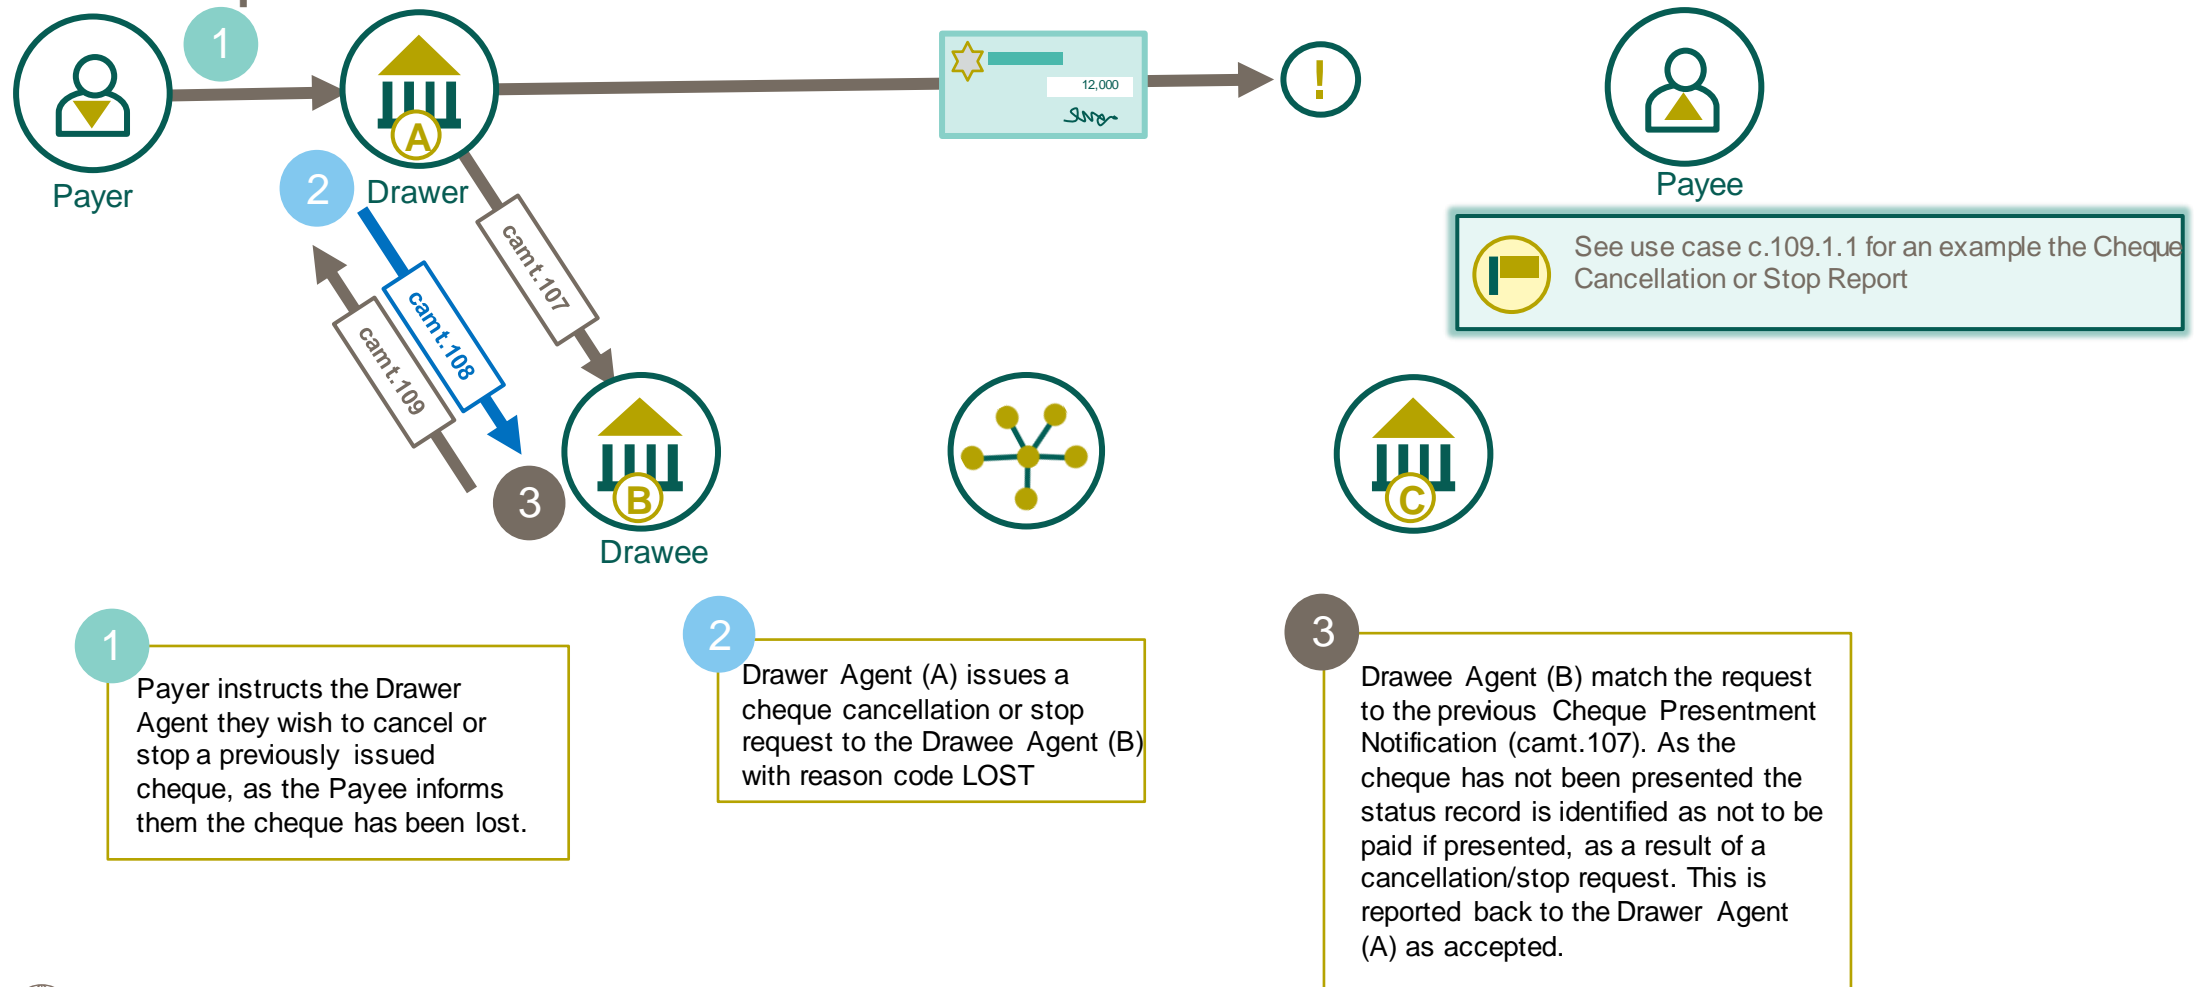 1
12,000
!
A
Payer
2
Drawer
Payee
camt.107
camt.108
camt.109
See use case c.109.1.1 for an example the Cheque
Cancellation or Stop Report
3
B
C
Drawee
1
Payer instructs the Drawer
Agent they wish to cancel or
stop a previously issued
cheque, as the Payee informs
them the cheque has been lost.
2
Drawer Agent (A) issues a
cheque cancellation or stop
request to the Drawee Agent (B)
with reason code LOST
3
Drawee Agent (B) match the request
to the previous Cheque Presentment
Notification (camt.107). As the
cheque has not been presented the
status record is identified as not to be
paid if presented, as a result of a
cancellation/stop request. This is
reported back to the Drawer Agent
(A) as accepted.